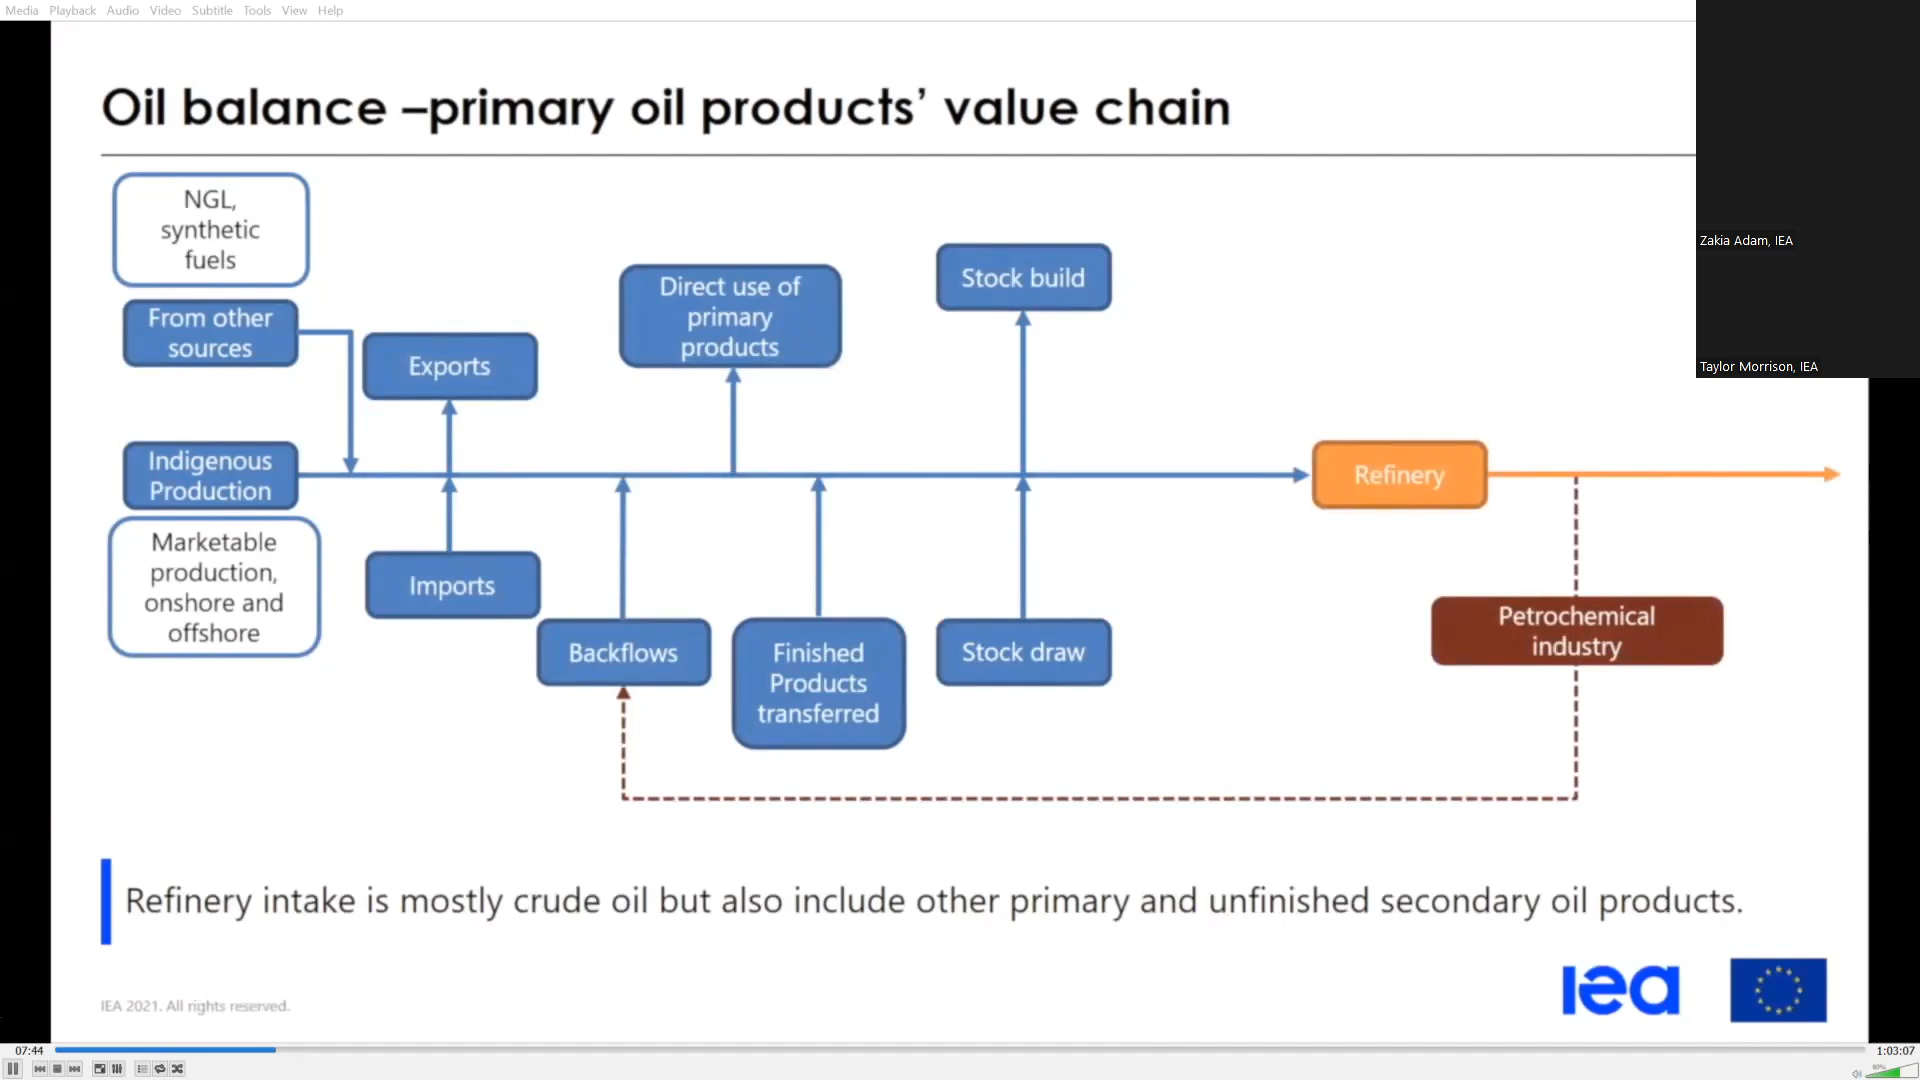 Media Playback Audio Video Subtitle Tools View Help
Oil balance –primary oil products’ value chain
NGL,
synthetic
fuels
From other
sources
Exports
Direct use of
primary
products
Stock build
Zakia Adam, IEA
Taylor Morrison, IEA
Indigenous
Production
Refinery
Marketable
production,
onshore and
offshore
Imports
Backflows
Finished
Products
transferred
Stock draw
Petrochemical
industry
Refinery intake is mostly crude oil but also include other primary and unfinished secondary oil products.
IEA 2021. All rights reserved.
iea
07:44
1:03:07
80%